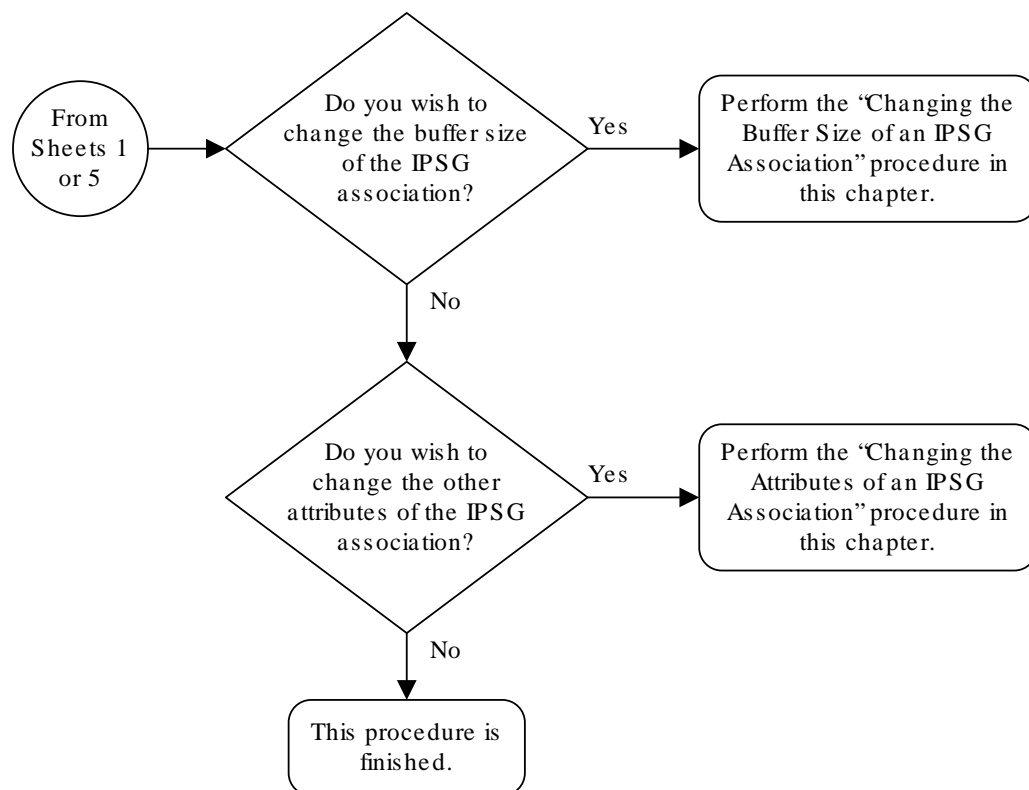 From
Sheets 1
or 5
Do you wish to
change the buffer size
of the IPSG
association?
Yes
Perform the “Changing the
Buffer Size of an IPSG
Association” procedure in
this chapter.
No
Do you wish to
change the other
attributes of the IPSG
association?
Yes
Perform the “Changing the
Attributes of an IPSG
Association” procedure in
this chapter.
No
This procedure is
finished.